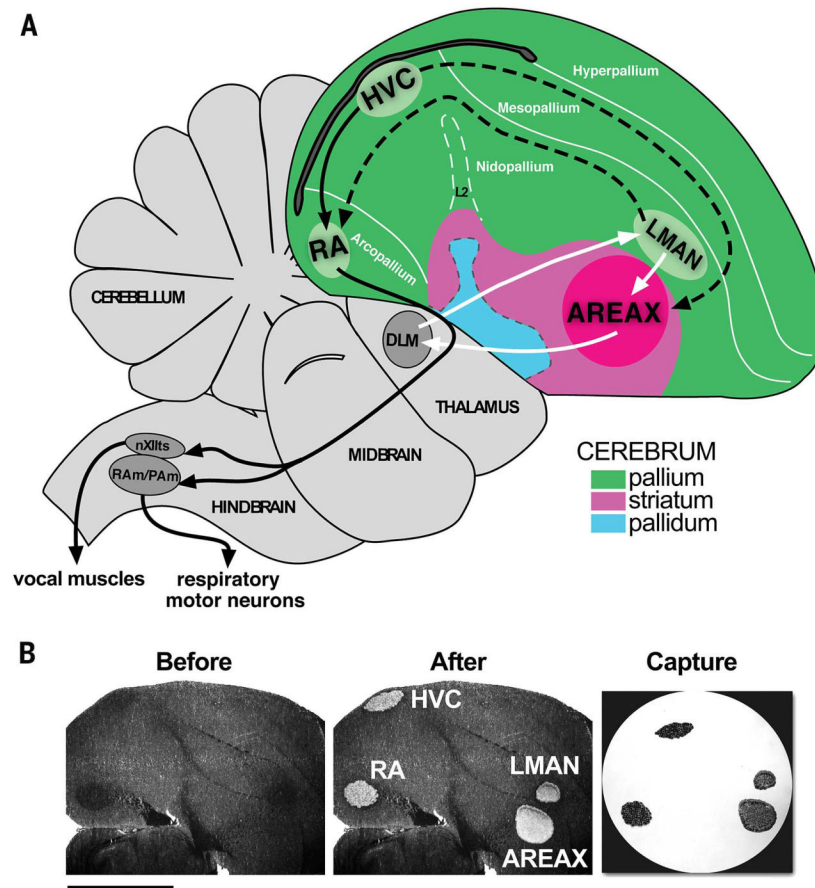 A
Hyperpallium
HVC
Mesopallium
Nidopallium
L2
LMAN
RA
Arcopallium
CEREBELLUM
AREAX
DLM
THALAMUS
nXIIts
MIDBRAIN
RAm/PAm
HINDBRAIN
CEREBRUM
pallium
striatum
pallidum
vocal muscles
respiratory
motor neurons
B
Before
After
Capture
HVC
RA
LMAN
AREAX